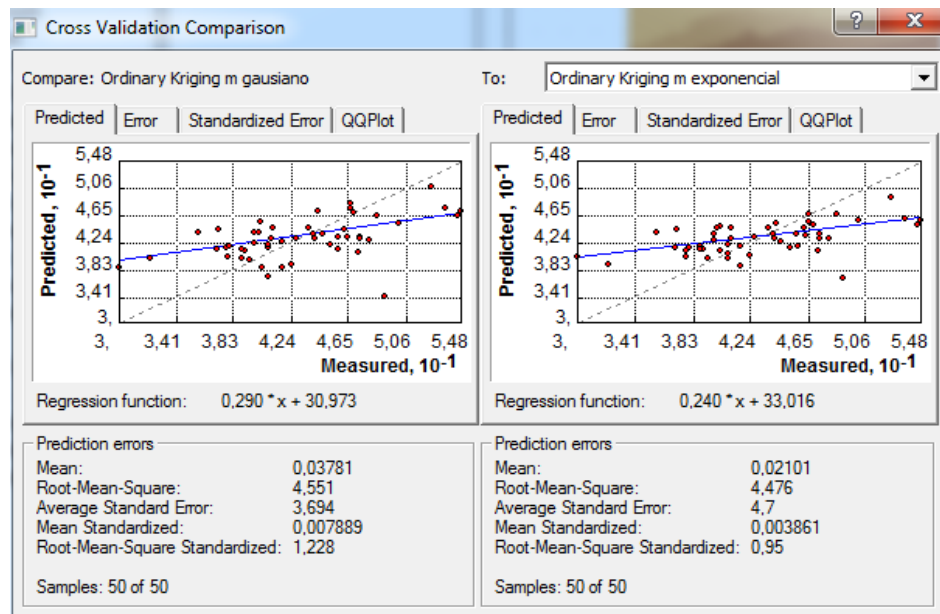 Cross Validation Comparison
? X
Compare: Ordinary Kriging m gausiano
To: Ordinary Kriging m exponencial
Predicted Error Standardized Error QQPlot
Predicted, 10-1
5,48
5,06
4,65
4,24
3,83
3,41
3,
3, 3,41 3,83 4,24 4,65 5,06 5,48
Measured, 10-1
Regression function: 0,290 * x + 30,973
Prediction errors
Mean: 0,03781
Root-Mean-Square: 4,551
Average Standard Error: 3,694
Mean Standardized: 0,007889
Root-Mean-Square Standardized: 1,228
Samples: 50 of 50
Predicted Error Standardized Error QQPlot
Predicted, 10-1
5,48
5,06
4,65
4,24
3,83
3,41
3,
3, 3,41 3,83 4,24 4,65 5,06 5,48
Measured, 10-1
Regression function: 0,240 * x + 33,016
Prediction errors
Mean: 0,02101
Root-Mean-Square: 4,476
Average Standard Error: 4,7
Mean Standardized: 0,003861
Root-Mean-Square Standardized: 0,95
Samples: 50 of 50